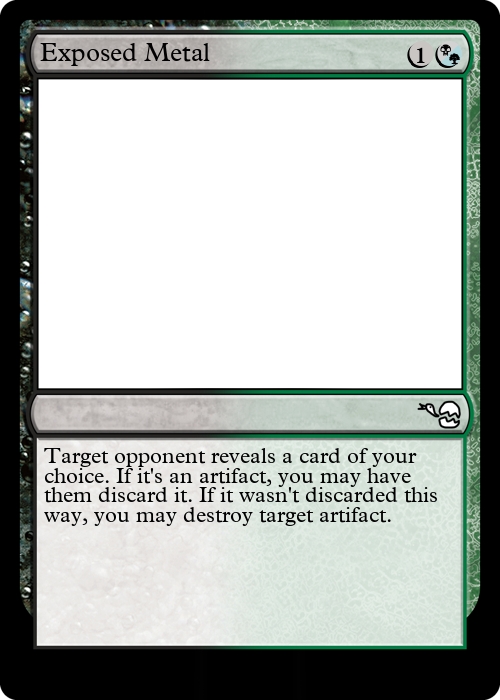 Exposed Metal
1
Target opponent reveals a card of your
choice. If it's an artifact, you may have
them discard it. If it wasn't discarded this
way, you may destroy target artifact.